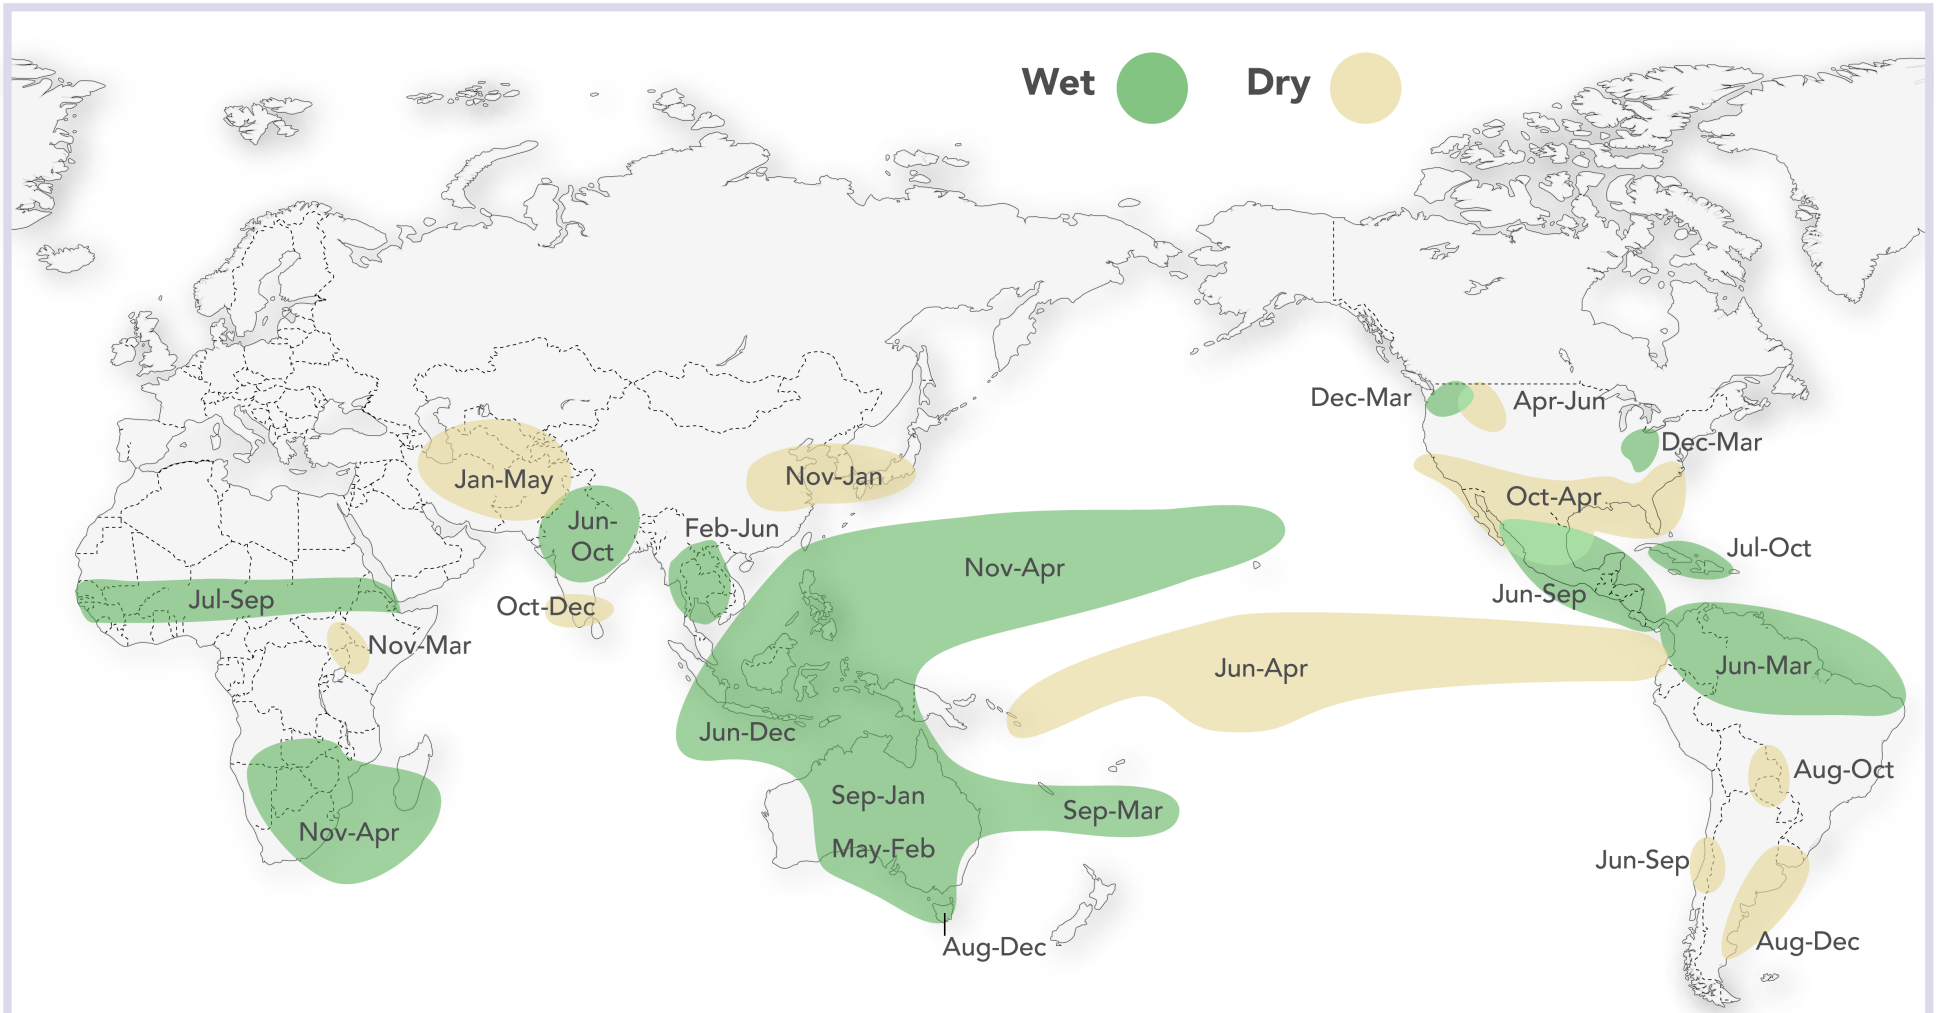 Wet
Dry
Dec-Mar
Apr-Jun
Dec-Mar
Jan-May
Nov-Jan
Oct-Apr
Jun-
Oct
Feb-Jun
Jul-Oct
Nov-Apr
Jul-Sep
Oct-Dec
Jun-Sep
Nov-Mar
Jun-Apr
Jun-Mar
Jun-Dec
Aug-Oct
Sep-Jan
Sep-Mar
Nov-Apr
May-Feb
Jun-Sep
Aug-Dec
Aug-Dec